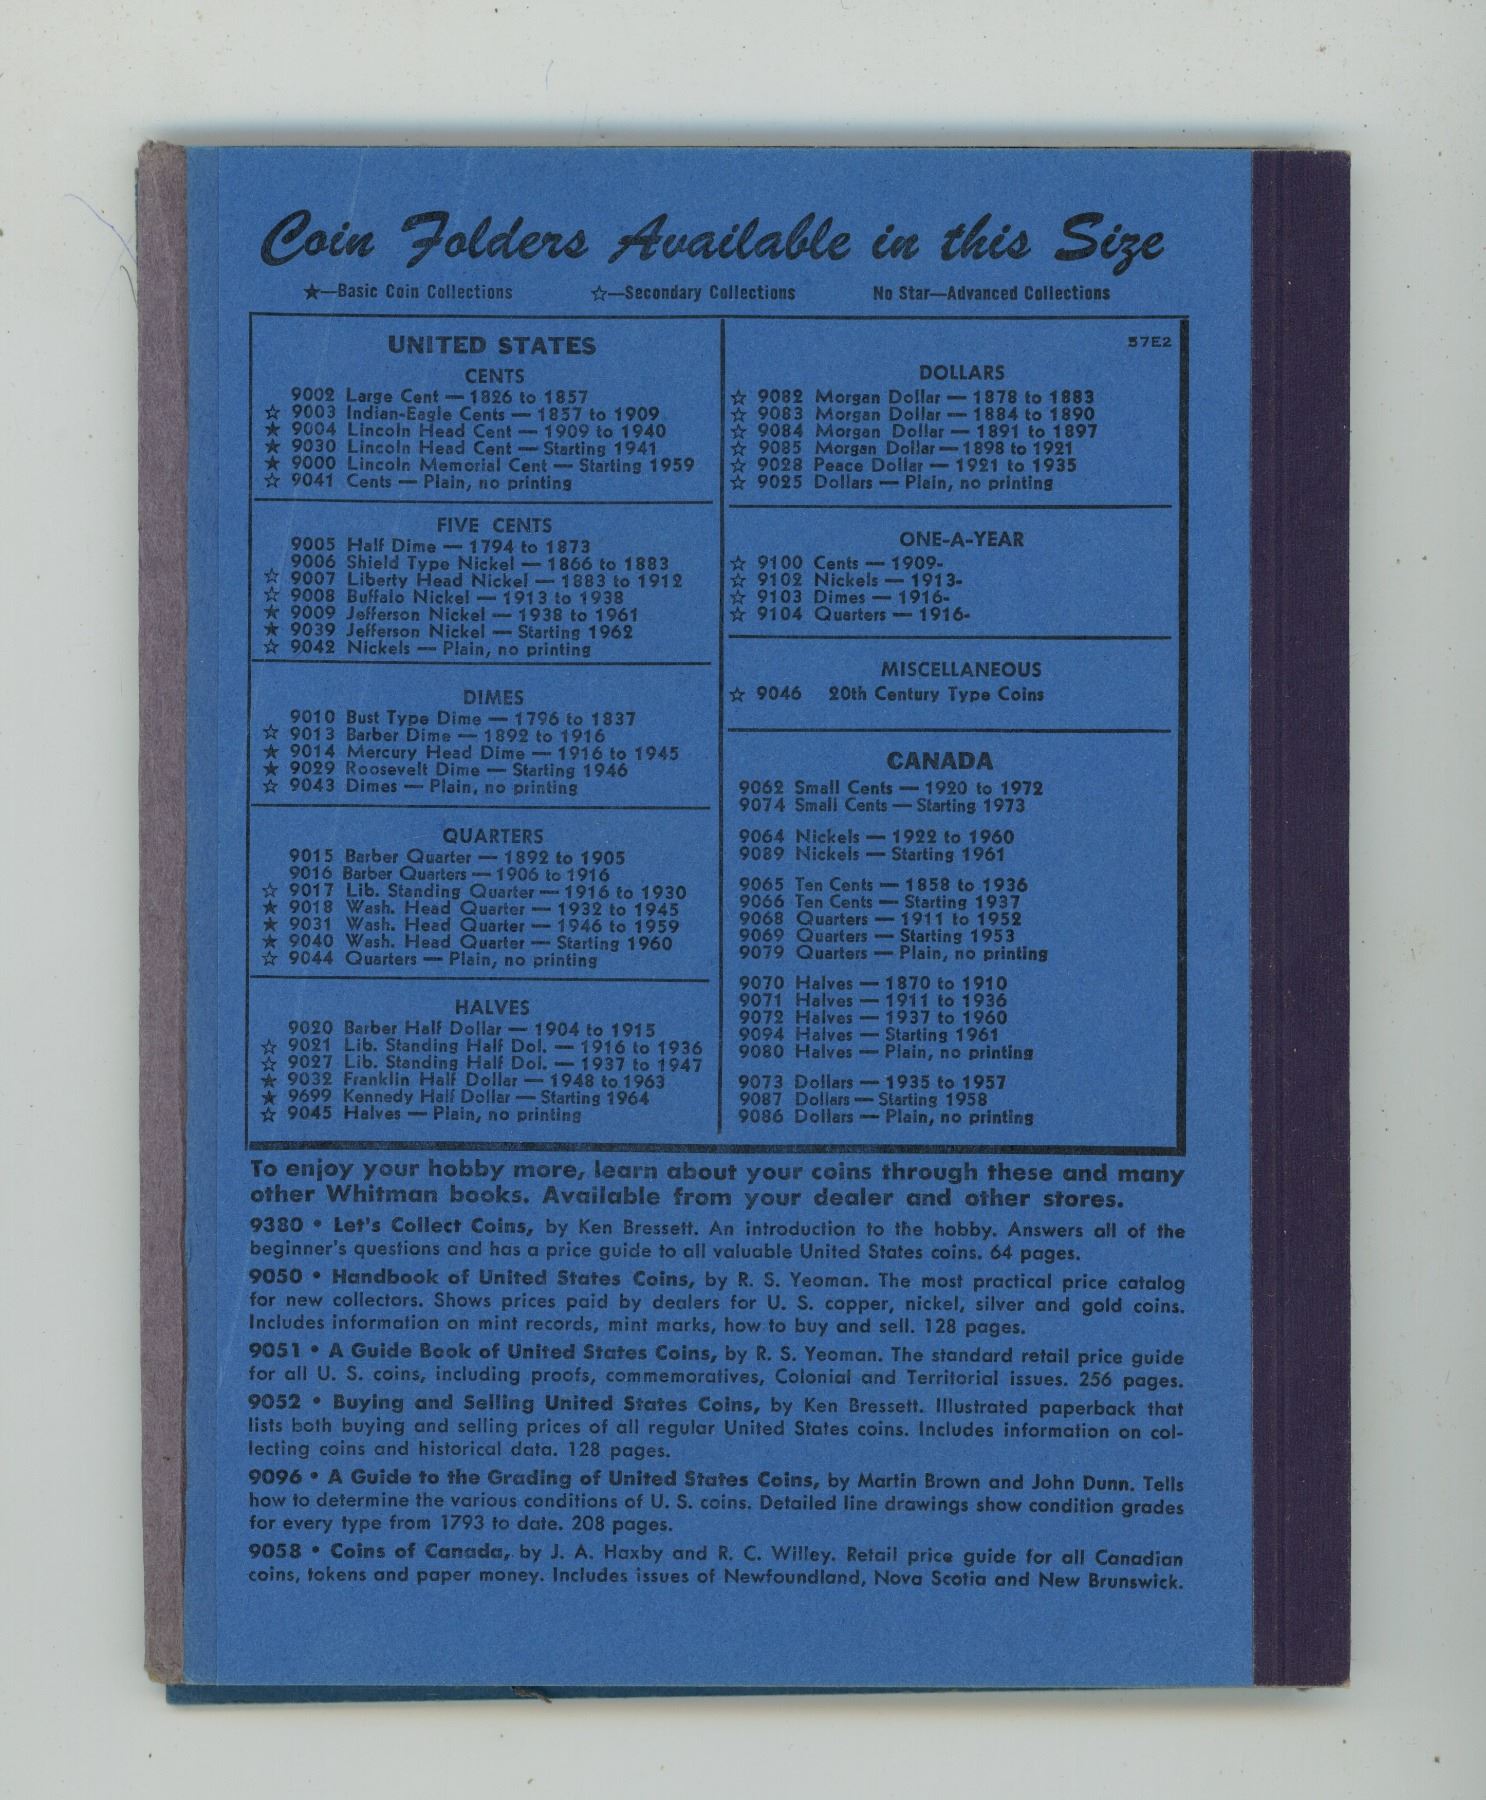 Coin Folders Available in this Size
★—Basic Coin Collections ☆—Secondary Collections No Star—Advanced Collections
UNITED STATES
CENTS
9002 Large Cent — 1826 to 1857
☆ 9003 Indian-Eagle Cents — 1857 to 1909
★ 9004 Lincoln Head Cent — 1909 to 1940
★ 9030 Lincoln Head Cent — Starting 1941
★ 9000 Lincoln Memorial Cent — Starting 1959
☆ 9041 Cents — Plain, no printing
FIVE CENTS
9005 Half Dime — 1794 to 1873
9006 Shield Type Nickel — 1866 to 1883
☆ 9007 Liberty Head Nickel — 1883 to 1912
☆ 9008 Buffalo Nickel — 1913 to 1938
★ 9009 Jefferson Nickel — 1938 to 1961
★ 9039 Jefferson Nickel — Starting 1962
☆ 9042 Nickels — Plain, no printing
DIMES
9010 Bust Type Dime — 1796 to 1837
☆ 9013 Barber Dime — 1892 to 1916
★ 9014 Mercury Head Dime — 1916 to 1945
★ 9029 Roosevelt Dime — Starting 1946
☆ 9043 Dimes — Plain, no printing
QUARTERS
9015 Barber Quarter — 1892 to 1905
9016 Barber Quarters — 1906 to 1916
☆ 9017 Lib. Standing Quarter — 1916 to 1930
★ 9018 Wash. Head Quarter — 1932 to 1945
★ 9031 Wash. Head Quarter — 1946 to 1959
★ 9040 Wash. Head Quarter — Starting 1960
☆ 9044 Quarters — Plain, no printing
HALVES
9020 Barber Half Dollar — 1904 to 1915
☆ 9021 Lib. Standing Half Dol. — 1916 to 1936
☆ 9027 Lib. Standing Half Dol. — 1937 to 1947
★ 9032 Franklin Half Dollar — 1948 to 1963
★ 9699 Kennedy Half Dollar — Starting 1964
☆ 9045 Halves — Plain, no printing
57E2
DOLLARS
☆ 9082 Morgan Dollar — 1878 to 1883
☆ 9083 Morgan Dollar — 1884 to 1890
☆ 9084 Morgan Dollar — 1891 to 1897
☆ 9085 Morgan Dollar — 1898 to 1921
☆ 9028 Peace Dollar — 1921 to 1935
☆ 9025 Dollars — Plain, no printing
ONE-A-YEAR
☆ 9100 Cents — 1909-
☆ 9102 Nickels — 1913-
☆ 9103 Dimes — 1916-
☆ 9104 Quarters — 1916-
MISCELLANEOUS
☆ 9046 20th Century Type Coins
CANADA
9062 Small Cents — 1920 to 1972
9074 Small Cents — Starting 1973
9064 Nickels — 1922 to 1960
9089 Nickels — Starting 1961
9065 Ten Cents — 1858 to 1936
9066 Ten Cents — Starting 1937
9068 Quarters — 1911 to 1952
9069 Quarters — Starting 1953
9079 Quarters — Plain, no printing
9070 Halves — 1870 to 1910
9071 Halves — 1911 to 1936
9072 Halves — 1937 to 1960
9094 Halves — Starting 1961
9080 Halves — Plain, no printing
9073 Dollars — 1935 to 1957
9087 Dollars — Starting 1958
9086 Dollars — Plain, no printing
To enjoy your hobby more, learn about your coins through these and many
other Whitman books. Available from your dealer and other stores.
9380 • Let's Collect Coins, by Ken Bressett. An introduction to the hobby. Answers all of the
beginner's questions and has a price guide to all valuable United States coins. 64 pages.
9050 • Handbook of United States Coins, by R. S. Yeoman. The most practical price catalog
for new collectors. Shows prices paid by dealers for U. S. copper, nickel, silver and gold coins.
Includes information on mint records, mint marks, how to buy and sell. 128 pages.
9051 • A Guide Book of United States Coins, by R. S. Yeoman. The standard retail price guide
for all U. S. coins, including proofs, commemoratives, Colonial and Territorial issues. 256 pages.
9052 • Buying and Selling United States Coins, by Ken Bressett. Illustrated paperback that
lists both buying and selling prices of all regular United States coins. Includes information on col-
lecting coins and historical data. 128 pages.
9096 • A Guide to the Grading of United States Coins, by Martin Brown and John Dunn. Tells
how to determine the various conditions of U. S. coins. Detailed line drawings show condition grades
for every type from 1793 to date. 208 pages.
9058 • Coins of Canada, by J. A. Haxby and R. C. Willey. Retail price guide for all Canadian
coins, tokens and paper money. Includes issues of Newfoundland, Nova Scotia and New Brunswick.